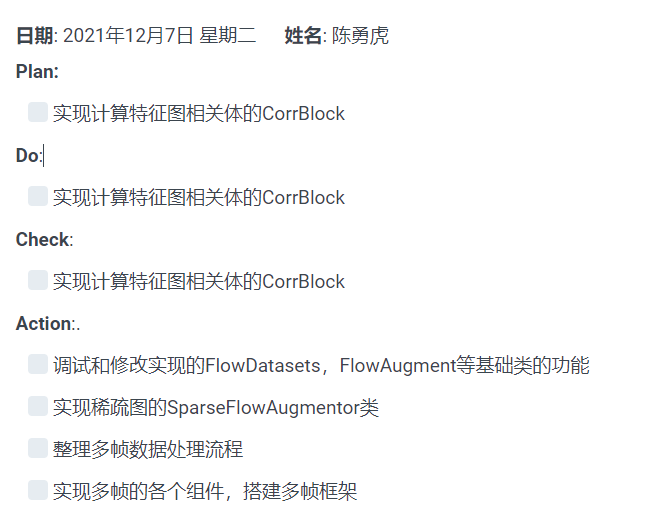 日期: 2021年12月7日 星期二 姓名: 陈勇虎
Plan:
实现计算特征图相关体的CorrBlock
Do:
实现计算特征图相关体的CorrBlock
Check:
实现计算特征图相关体的CorrBlock
Action:.
调试和修改实现的FlowDatasets，FlowAugment等基础类的功能
实现稀疏图的SparseFlowAugmentor类
整理多帧数据处理流程
实现多帧的各个组件，搭建多帧框架